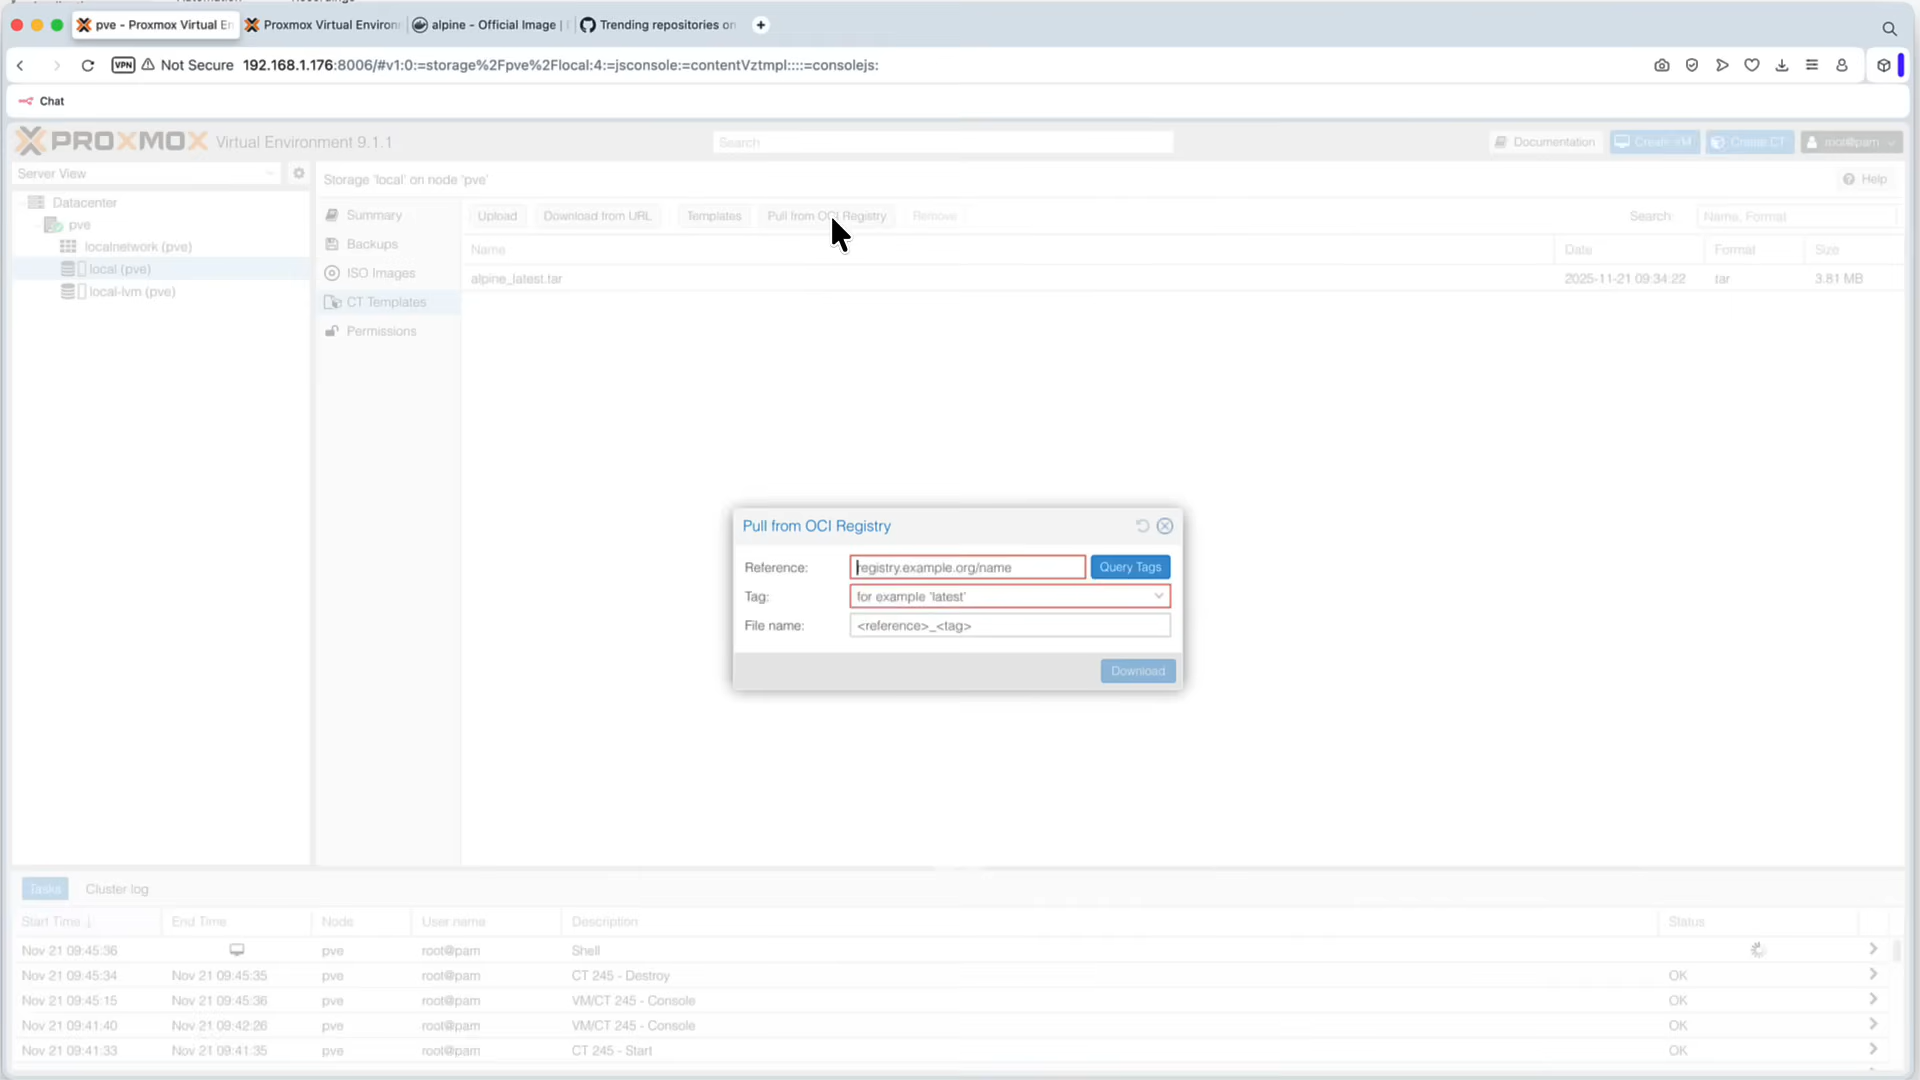 pve - Proxmox Virtual En
Proxmox Virtual Environ
alpine - Official Image |
Trending repositories on
VPN
Not Secure
192.168.1.176:8006/#v1:0:=storage%2Fpve%2Flocal:4:=jsconsole:=contentVztmpl::::=consolejs:
Chat
PROXMOX Virtual Environment 9.1.1
Search
Documentation
Create VM
Create CT
root@pam
Server View
Storage 'local' on node 'pve'
Help
Datacenter
pve
localnetwork (pve)
local (pve)
local-lvm (pve)
Summary
Backups
ISO Images
CT Templates
Permissions
Upload
Download from URL
Templates
Pull from OCI Registry
Remove
Search:
Name, Format
Name
Date
Format
Size
alpine_latest.tar
2025-11-21 09:34:22
tar
3.81 MB
Pull from OCI Registry
Reference:
registry.example.org/name
Query Tags
Tag:
for example 'latest'
File name:
<reference>_<tag>
Download
Tasks
Cluster log
Start Time
End Time
Node
User name
Description
Status
Nov 21 09:45:36 pve root@pam Shell
Nov 21 09:45:34 Nov 21 09:45:35 pve root@pam CT 245 - Destroy OK
Nov 21 09:45:15 Nov 21 09:45:36 pve root@pam VM/CT 245 - Console OK
Nov 21 09:41:40 Nov 21 09:42:26 pve root@pam VM/CT 245 - Console OK
Nov 21 09:41:33 Nov 21 09:41:35 pve root@pam CT 245 - Start OK